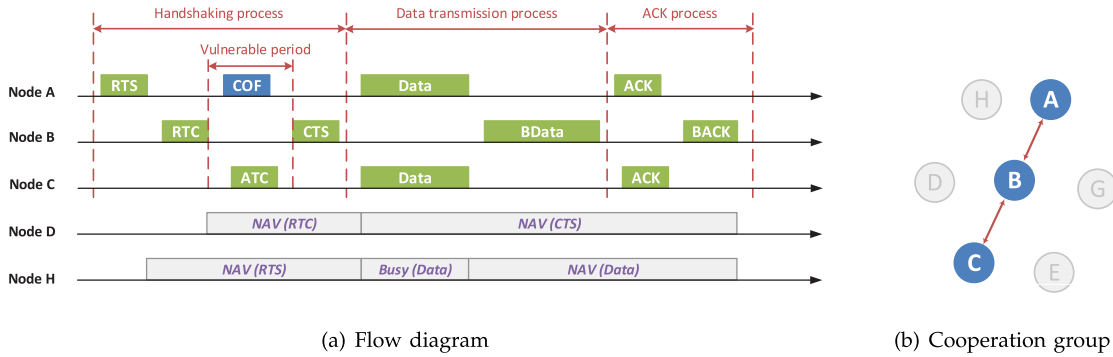 Handshaking process Data transmission process ACK process
Vulnerable period
Node A RTS COF Data ACK
Node B RTC CTS BData BACK
Node C ATC Data ACK
Node D NAV (RTC) NAV (CTS)
Node H NAV (RTS) Busy (Data) NAV (Data)
(a) Flow diagram
H A
D B G
C E
(b) Cooperation group